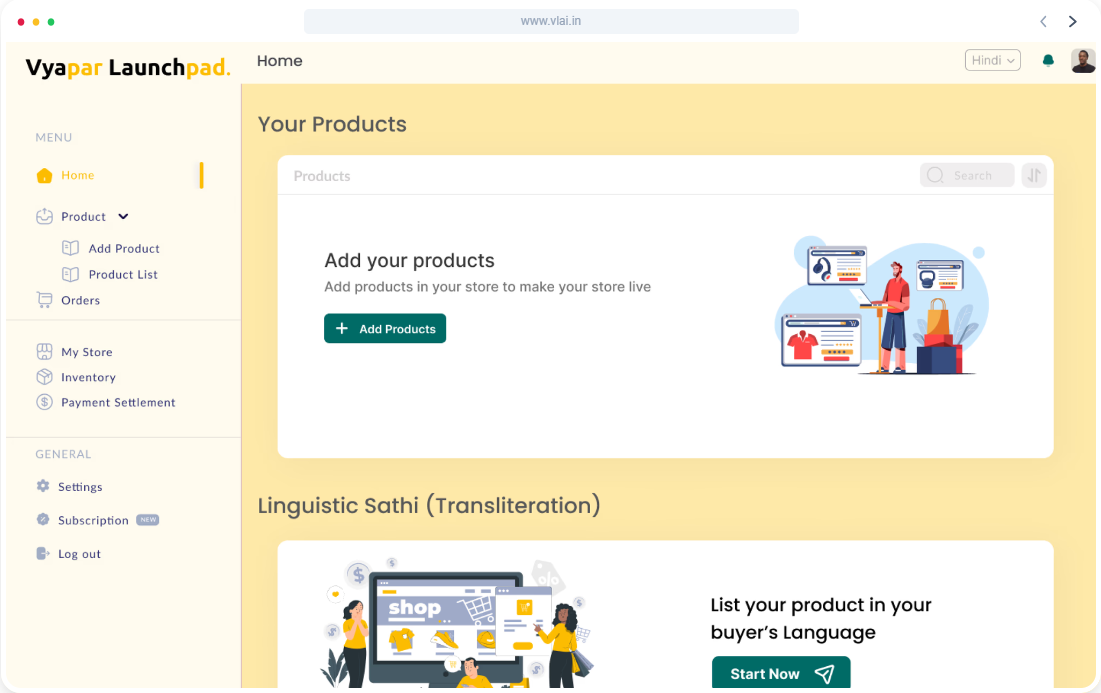 www.vlai.in
Vyapar Launchpad.
Home
Hindi
MENU
Home
Product
Add Product
Product List
Orders
My Store
Inventory
Payment Settlement
GENERAL
Settings
Subscription NEW
Log out
Your Products
Products
Search
Add your products
Add products in your store to make your store live
+ Add Products
Linguistic Sathi (Transliteration)
shop
List your product in your
buyer's Language
Start Now